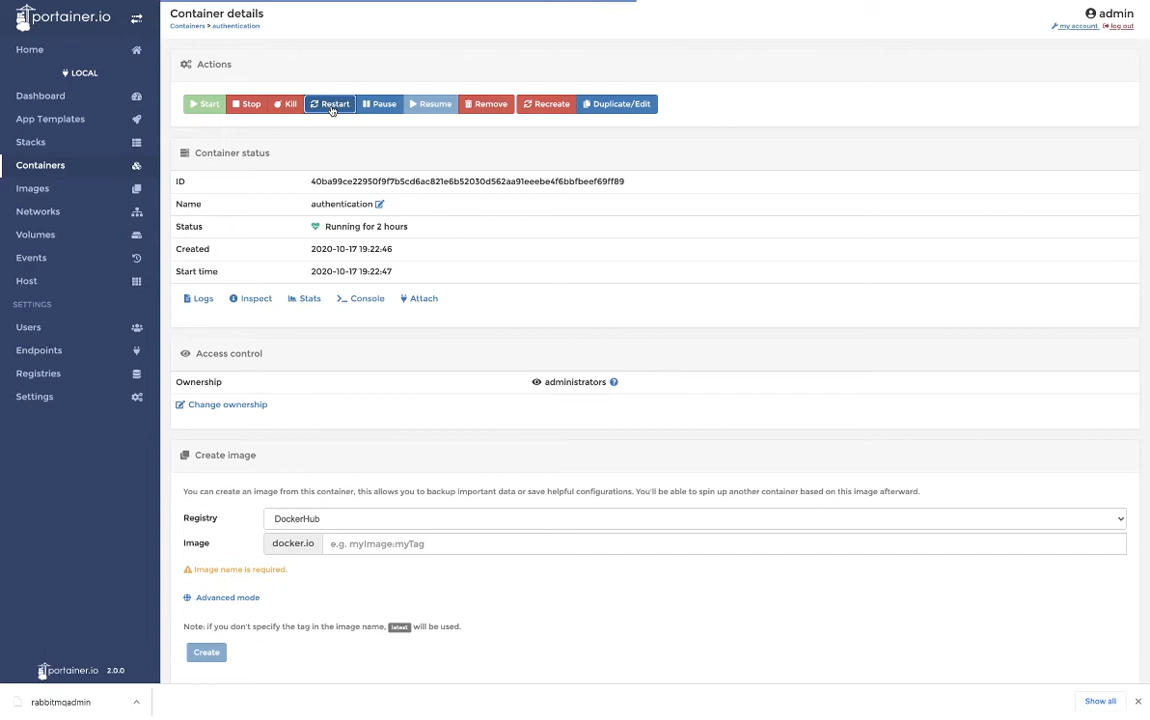 portainer.io
Container details
admin
Containers > authentication
my account log out
Home
LOCAL
Dashboard
App Templates
Stacks
Containers
Images
Networks
Volumes
Events
Host
SETTINGS
Users
Endpoints
Registries
Settings
portainer.io 2.0.0
Actions
Start Stop Kill Restart Pause Resume Remove Recreate Duplicate/Edit
Container status
ID 40ba99ce22950f9f7b5cd6ac821e6b52030d562aa91eeebe4f6bbfbeef69ff89
Name authentication
Status Running for 2 hours
Created 2020-10-17 19:22:46
Start time 2020-10-17 19:22:47
Logs Inspect Stats >_ Console Attach
Access control
Ownership administrators
Change ownership
Create image
You can create an image from this container, this allows you to backup important data or save helpful configurations. You'll be able to spin up another container based on this image afterward.
Registry DockerHub
Image docker.io e.g. myImage:myTag
Image name is required.
Advanced mode
Note: if you don't specify the tag in the image name, latest will be used.
Create
rabbitmqadmin
Show all